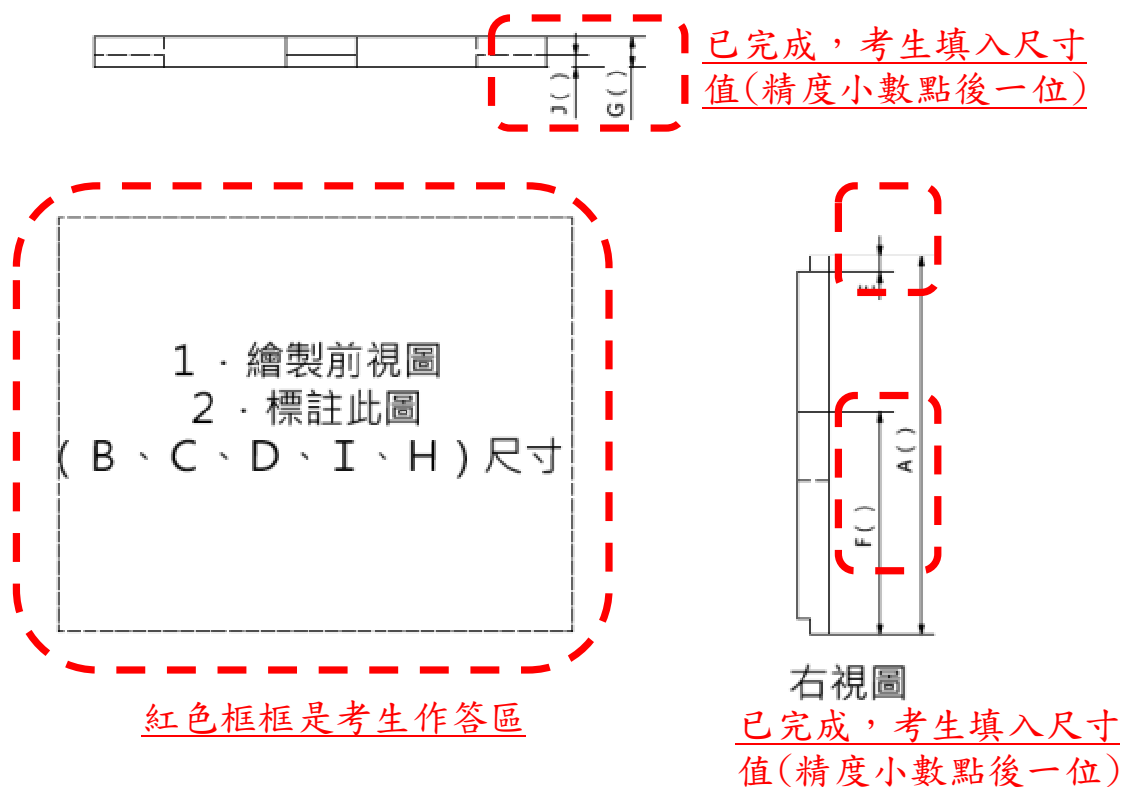 已完成，考生填入尺寸
值(精度小數點後一位)
J( )
G( )
1．繪製前視圖
2．標註此圖
(B、C、D、I、H)尺寸
E
A( )
F( )
紅色框框是考生作答區
右視圖
已完成，考生填入尺寸
值(精度小數點後一位)